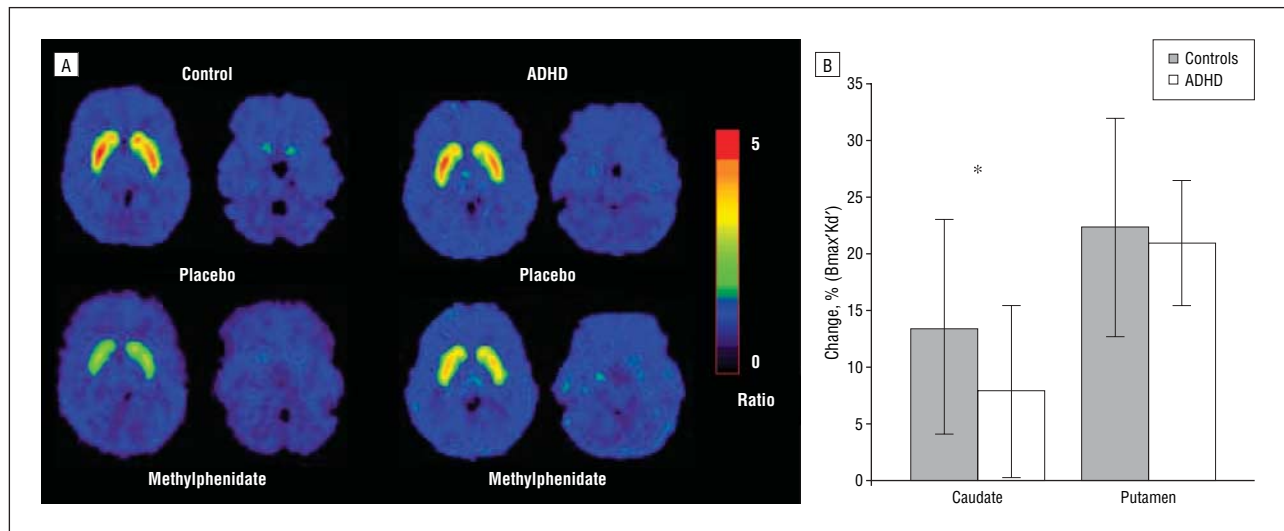 A
Control
ADHD
Placebo
Placebo
Methylphenidate
Methylphenidate
5
0
Ratio
B
Controls
ADHD
Change, % (Bmax′Kd′)
35
30
25
20
15
10
5
0
*
Caudate
Putamen